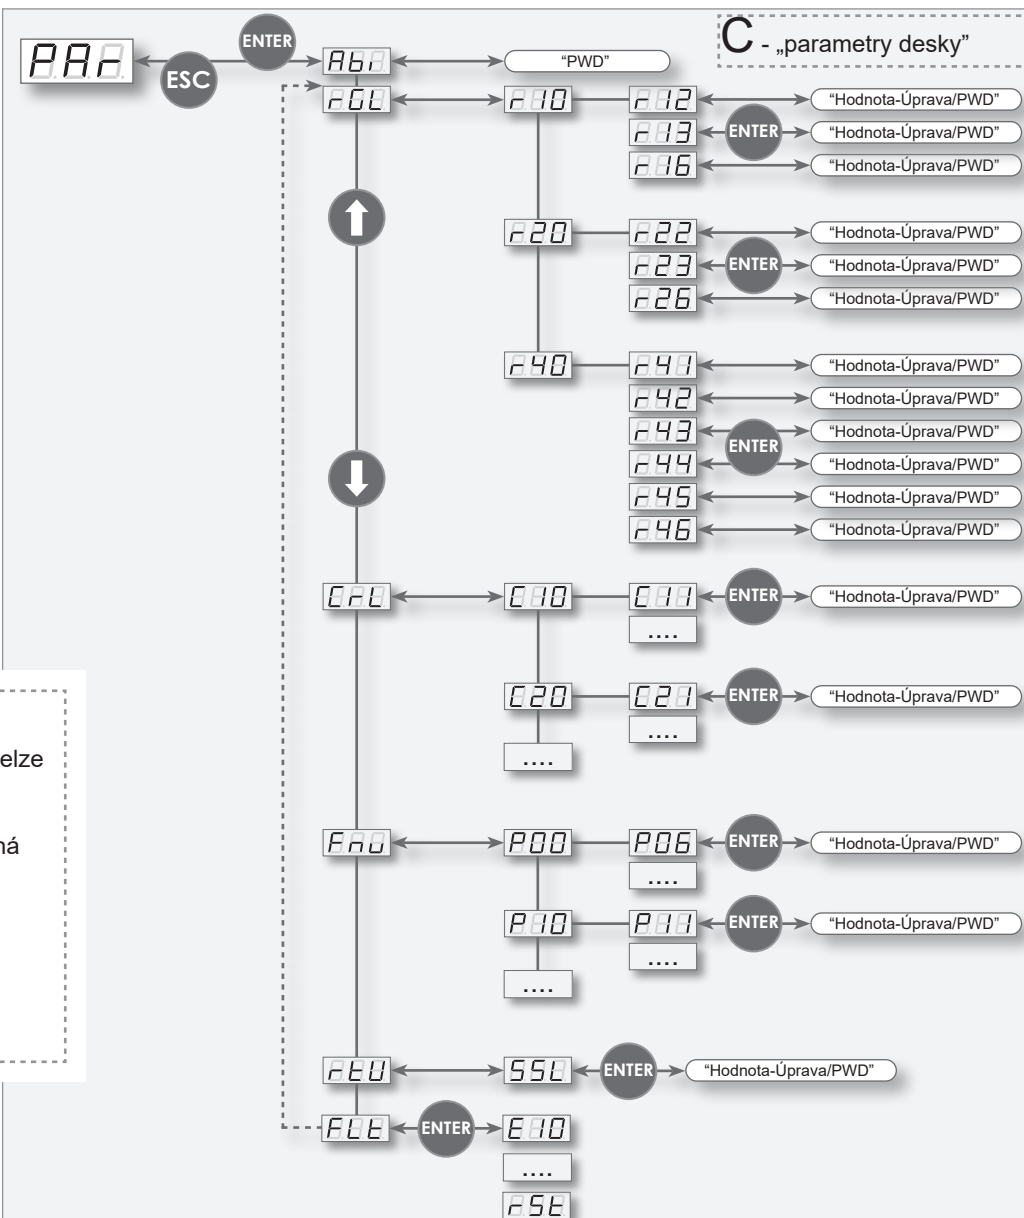 C - „parametry desky”
ENTER
PAr
ESC
Abi
“PWD”
rGL
r10
r12
“Hodnota-Úprava/PWD”
r13
ENTER
“Hodnota-Úprava/PWD”
r16
“Hodnota-Úprava/PWD”
r20
r22
“Hodnota-Úprava/PWD”
r23
ENTER
“Hodnota-Úprava/PWD”
r26
“Hodnota-Úprava/PWD”
r40
r41
“Hodnota-Úprava/PWD”
r42
“Hodnota-Úprava/PWD”
r43
“Hodnota-Úprava/PWD”
ENTER
r44
“Hodnota-Úprava/PWD”
r45
“Hodnota-Úprava/PWD”
r46
“Hodnota-Úprava/PWD”
CrL
C10
C11
ENTER
“Hodnota-Úprava/PWD”
....
C20
C21
ENTER
“Hodnota-Úprava/PWD”
....
....
elze
ná
Fnu
P00
P06
ENTER
“Hodnota-Úprava/PWD”
....
P10
P11
ENTER
“Hodnota-Úprava/PWD”
....
....
rtU
SSL
ENTER
“Hodnota-Úprava/PWD”
FLt
ENTER
E10
....
rSt